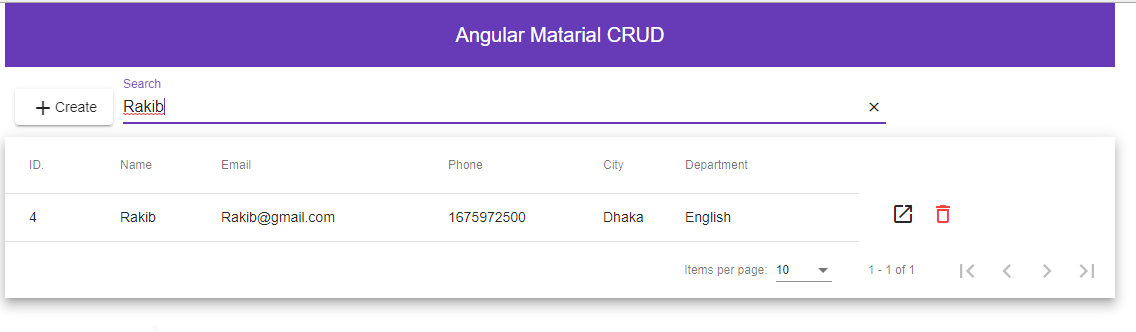 Angular Matarial CRUD
Search
Create
Rakib
ID. Name Email Phone City Department
4 Rakib Rakib@gmail.com 1675972500 Dhaka English
Items per page: 10 1 - 1 of 1